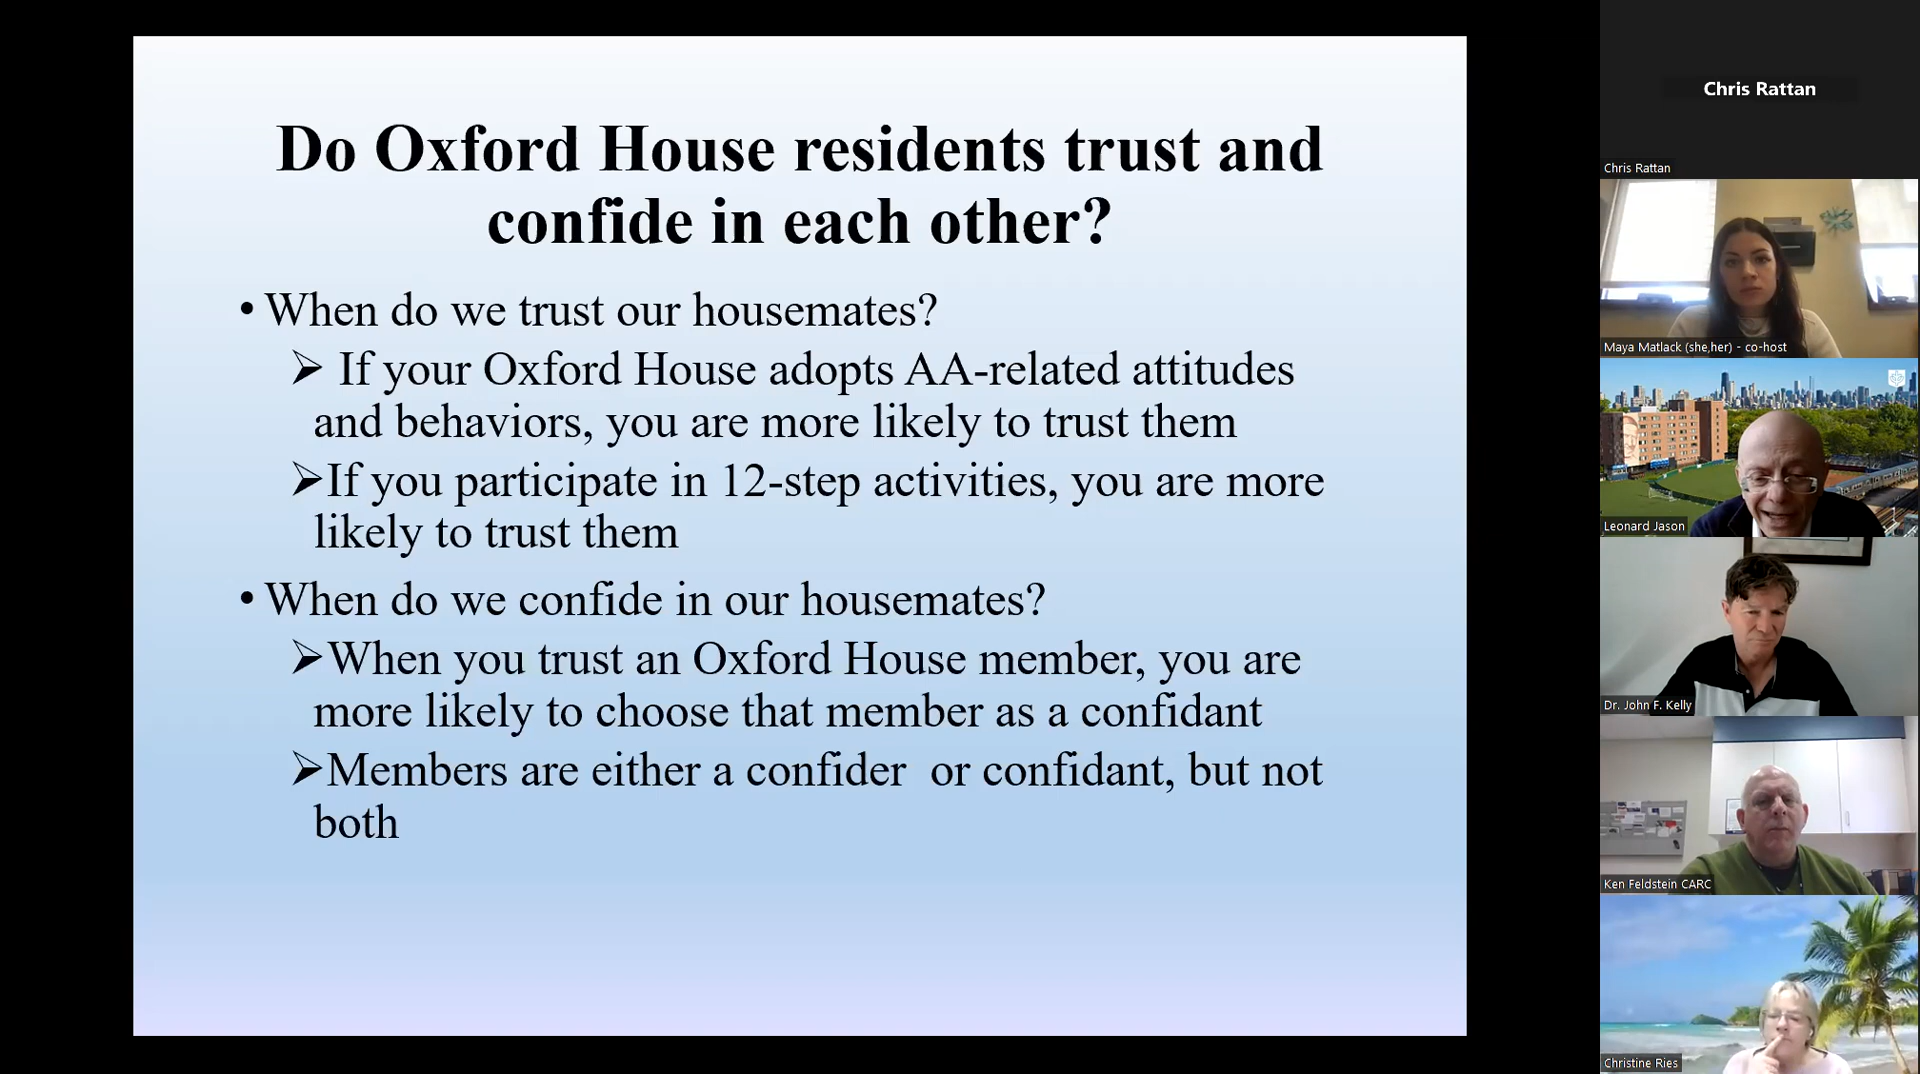 Do Oxford House residents trust and
confide in each other?
• When do we trust our housemates?
➢ If your Oxford House adopts AA-related attitudes
and behaviors, you are more likely to trust them
➢If you participate in 12-step activities, you are more
likely to trust them
• When do we confide in our housemates?
➢When you trust an Oxford House member, you are
more likely to choose that member as a confidant
➢Members are either a confider  or confidant, but not
both
Chris Rattan
Chris Rattan
Maya Matlack (she,her) - co-host
Leonard Jason
Dr. John F. Kelly
Ken Feldstein CARC
Christine Ries